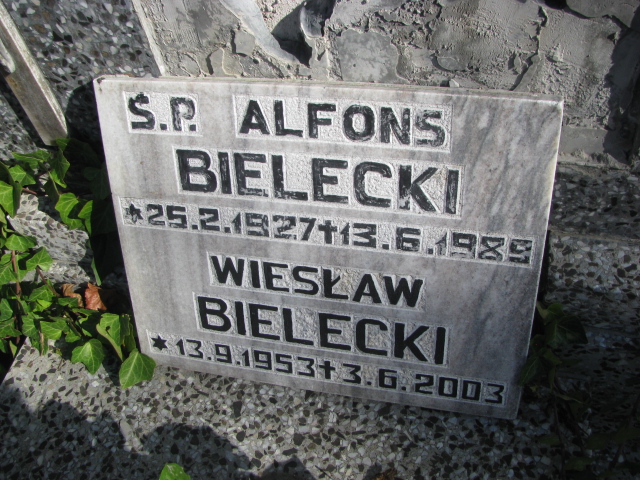 Ś.P. ALFONS
BIELECKI
*25.2.1927†13.6.1989
WIESŁAW
BIELECKI
*13.9.1953†3.6.2003